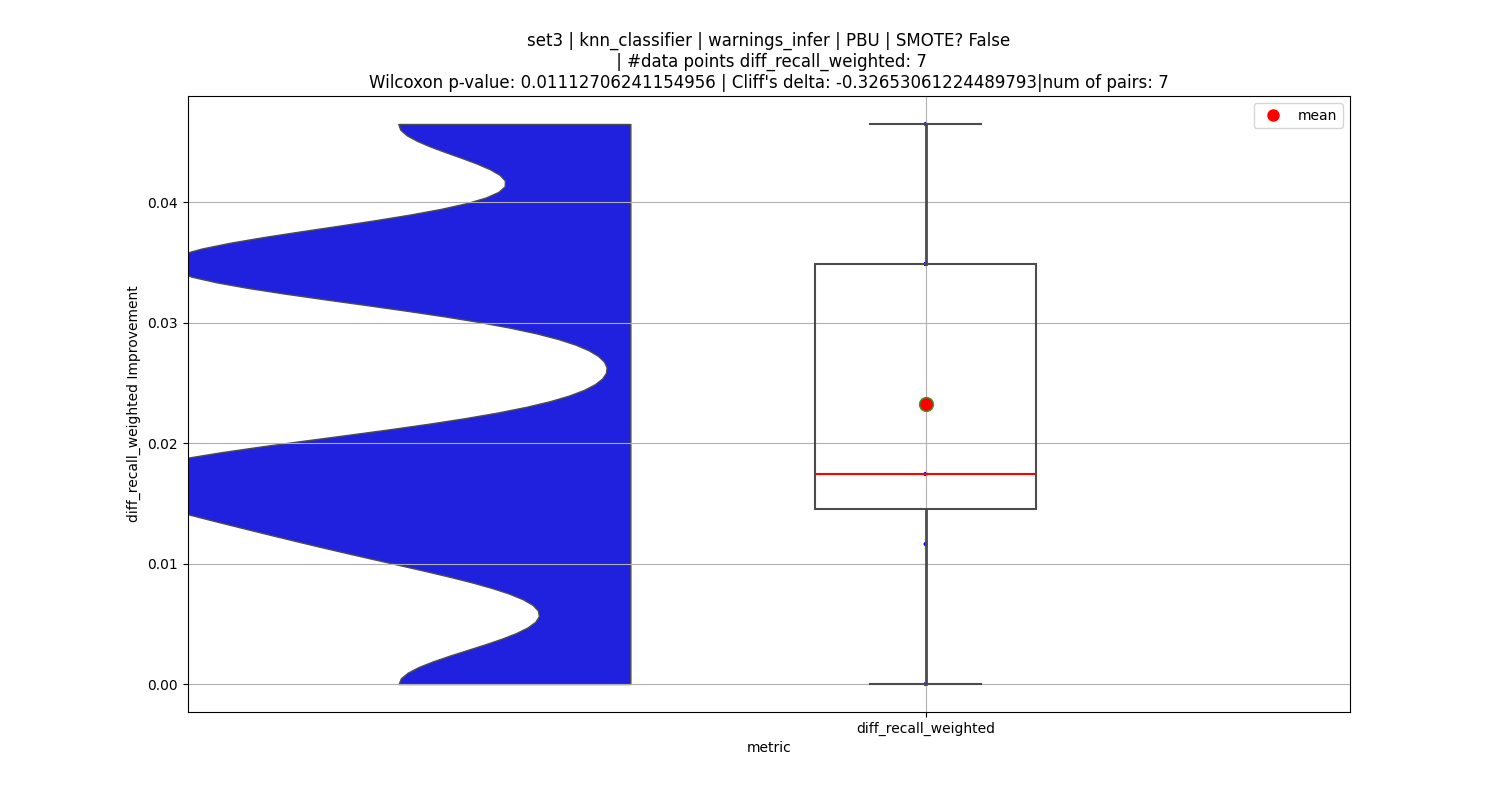 set3 | knn_classifier | warnings_infer | PBU | SMOTE? False
| #data points diff_recall_weighted: 7
Wilcoxon p-value: 0.01112706241154956 | Cliff's delta: -0.32653061224489793|num of pairs: 7
mean
diff_recall_weighted Improvement
0.04
0.03
0.02
0.01
0.00
diff_recall_weighted
metric